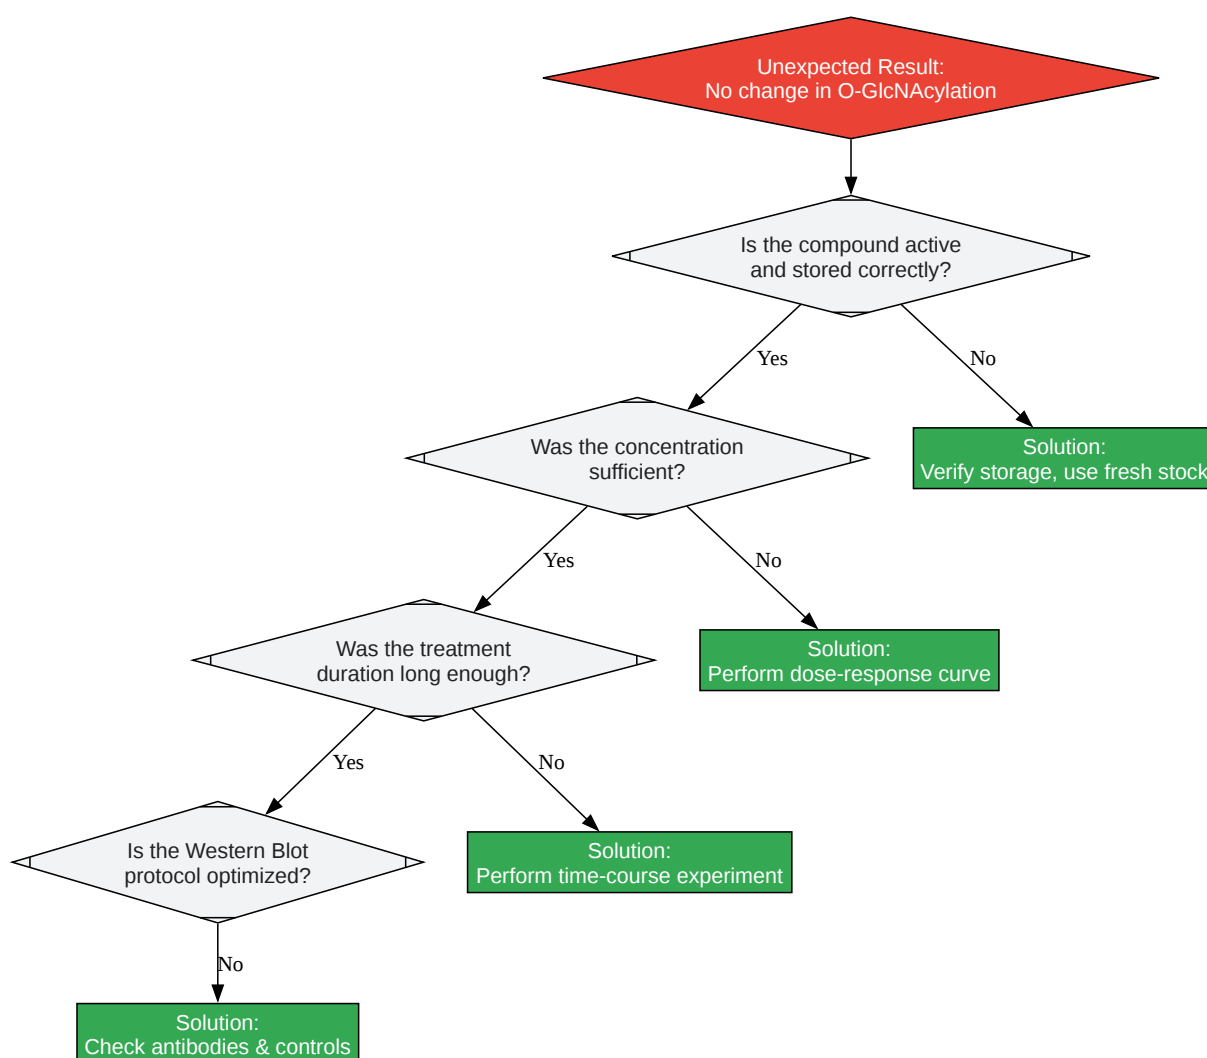 Unexpected Result:
No change in O-GlcNAcylation
Is the compound active
and stored correctly?
Yes
No
Was the concentration
sufficient?
Solution:
Verify storage, use fresh stock
Yes
No
Was the treatment
duration long enough?
Solution:
Perform dose-response curve
Yes
No
Is the Western Blot
protocol optimized?
Solution:
Perform time-course experiment
No
Solution:
Check antibodies & controls